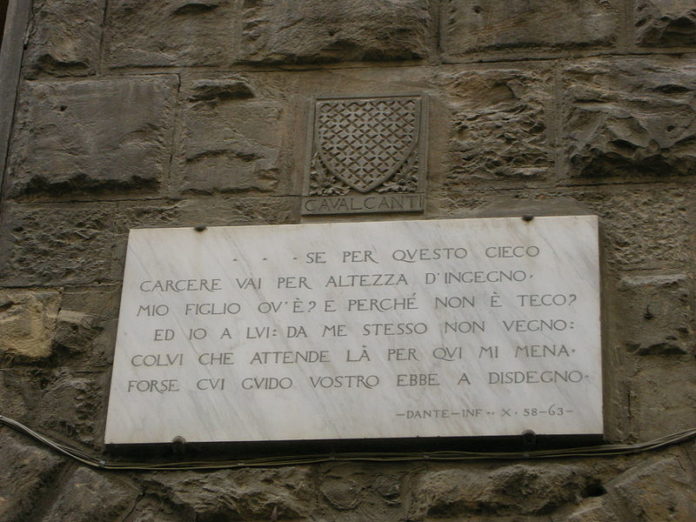 CAVALCANTI
- - - SE PER QVESTO CIECO
CARCERE VAI PER ALTEZZA D'INGEGNO·
MIO FIGLIO OV'È? E PERCHÉ NON È TECO?
ED IO A LVI: DA ME STESSO NON VEGNO:
COLVI CHE ATTENDE LÀ PER QVI MI MENA·
FORSE CVI GVIDO VOSTRO EBBE A DISDEGNO·
—DANTE—INF·· X · 58–63—